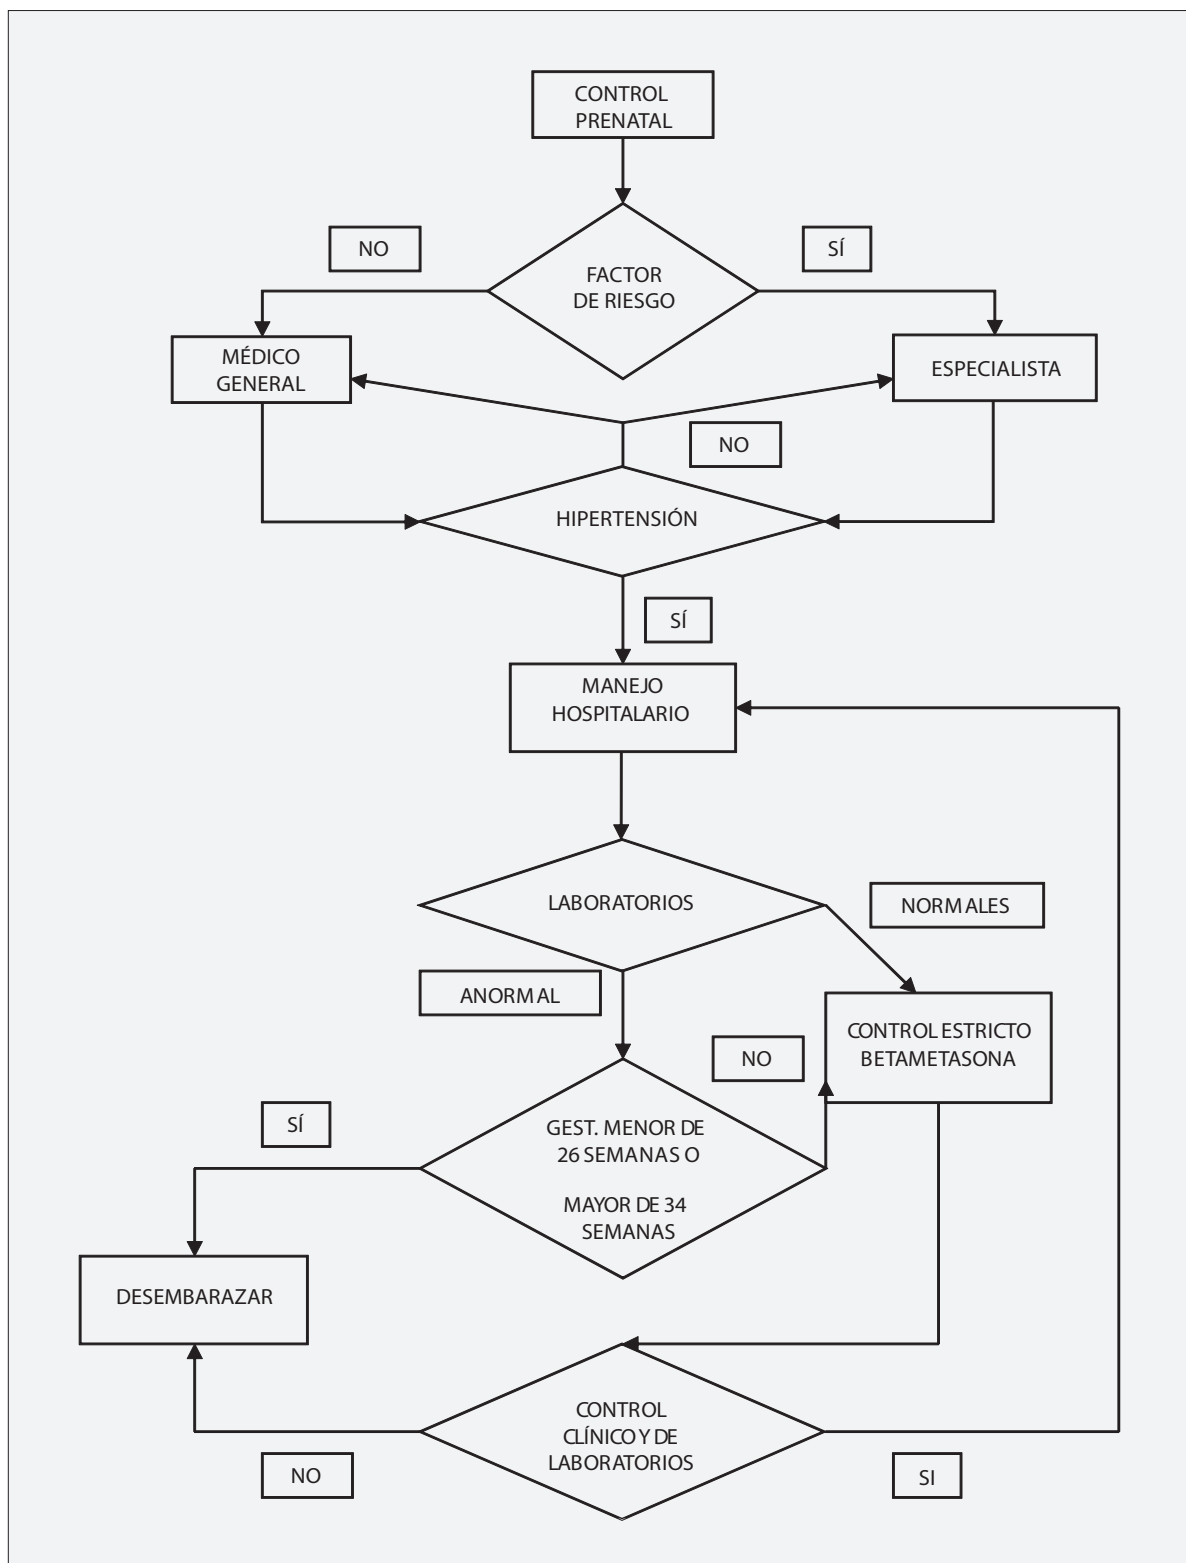 CONTROL
PRENATAL
NO
SÍ
FACTOR
DE RIESGO
MÉDICO
GENERAL
ESPECIALISTA
NO
HIPERTENSIÓN
SÍ
MANEJO
HOSPITALARIO
LABORATORIOS
NORMALES
ANORMAL
CONTROL ESTRICTO
BETAMETASONA
NO
SÍ
GEST. MENOR DE
26 SEMANAS O
MAYOR DE 34
SEMANAS
DESEMBARAZAR
CONTROL
CLÍNICO Y DE
LABORATORIOS
NO
SI